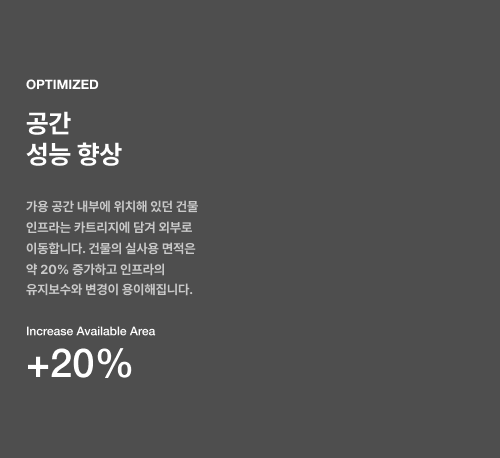 OPTIMIZED
공간
성능 향상
가용 공간 내부에 위치해 있던 건물
인프라는 카트리지에 담겨 외부로
이동합니다. 건물의 실사용 면적은
약 20% 증가하고 인프라의
유지보수와 변경이 용이해집니다.
Increase Available Area
+20%